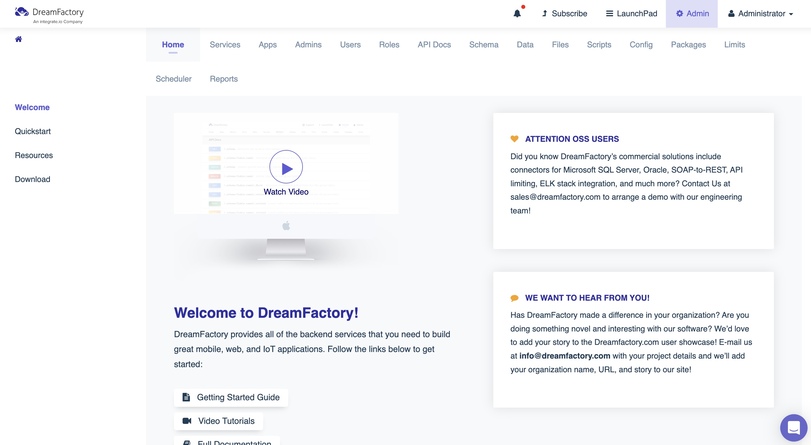 DreamFactory
An Integrate.io Company
Subscribe
LaunchPad
Admin
Administrator
Home Services Apps Admins Users Roles API Docs Schema Data Files Scripts Config Packages Limits
Scheduler Reports
Welcome
Quickstart
Resources
Download
Watch Video
Welcome to DreamFactory!
DreamFactory provides all of the backend services that you need to build
great mobile, web, and IoT applications. Follow the links below to get
started:
Getting Started Guide
Video Tutorials
Full Documentation
ATTENTION OSS USERS
Did you know DreamFactory's commercial solutions include
connectors for Microsoft SQL Server, Oracle, SOAP-to-REST, API
limiting, ELK stack integration, and much more? Contact Us at
sales@dreamfactory.com to arrange a demo with our engineering
team!
WE WANT TO HEAR FROM YOU!
Has DreamFactory made a difference in your organization? Are you
doing something novel and interesting with our software? We'd love
to add your story to the Dreamfactory.com user showcase! E-mail us
at info@dreamfactory.com with your project details and we'll add
your organization name, URL, and story to our site!